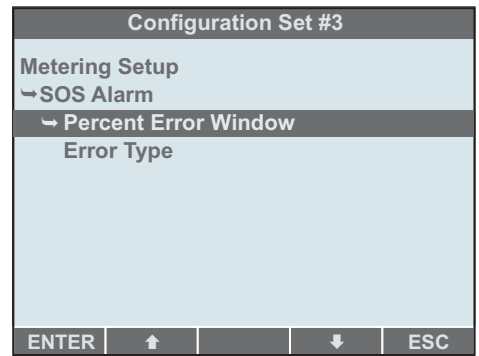 Configuration Set #3
Metering Setup
➥SOS Alarm
➥ Percent Error Window
Error Type
ENTER ⬆ ⬇ ESC